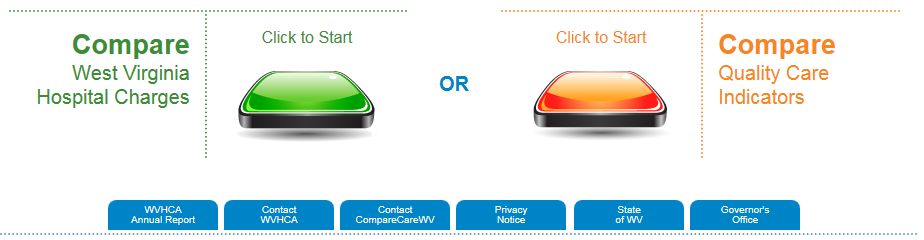 Compare
West Virginia
Hospital Charges
Click to Start
OR
Click to Start
Compare
Quality Care
Indicators
WVHCA
Annual Report
Contact
WVHCA
Contact
CompareCareWV
Privacy
Notice
State
of WV
Governor's
Office